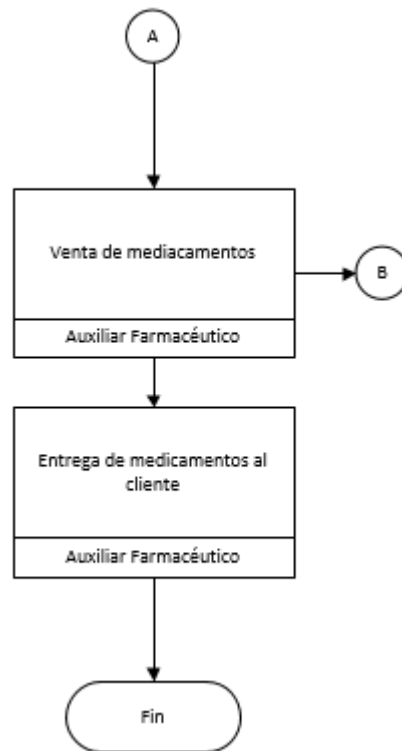 A
Venta de mediacamentos
B
Auxiliar Farmacéutico
Entrega de medicamentos al
cliente
Auxiliar Farmacéutico
Fin